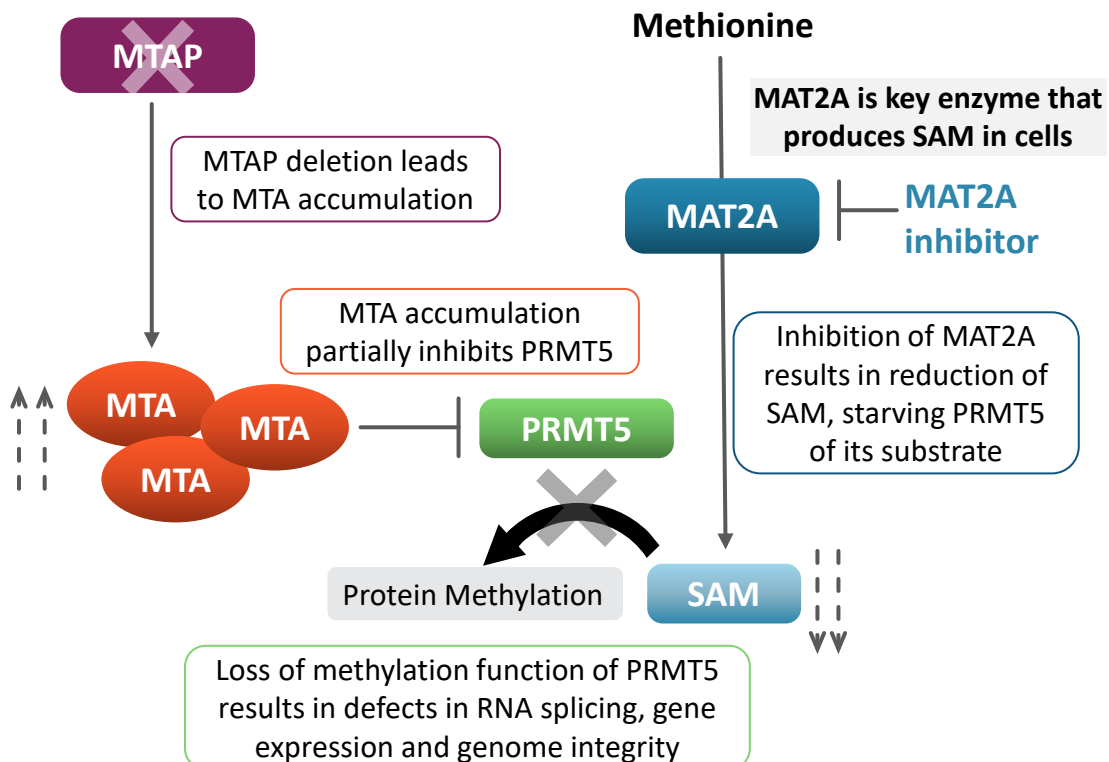 MTAP
Methionine
MAT2A is key enzyme that
produces SAM in cells
MTAP deletion leads
to MTA accumulation
MAT2A
MAT2A
inhibitor
MTA accumulation
partially inhibits PRMT5
Inhibition of MAT2A
results in reduction of
SAM, starving PRMT5
of its substrate
MTA
MTA
MTA
PRMT5
Protein Methylation
SAM
Loss of methylation function of PRMT5
results in defects in RNA splicing, gene
expression and genome integrity